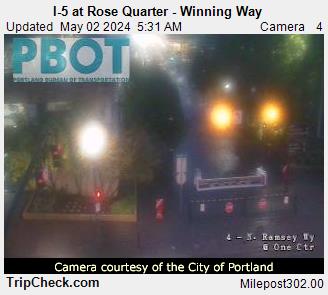 I-5 at Rose Quarter - Winning Way
Updated May 02 2024 5:31 AM Camera 4
PBOT
PORTLAND BUREAU OF TRANSPORTATION
4 - N. Ramsey Wy
@ One Ctr
Camera courtesy of the City of Portland
TripCheck.com Milepost302.00